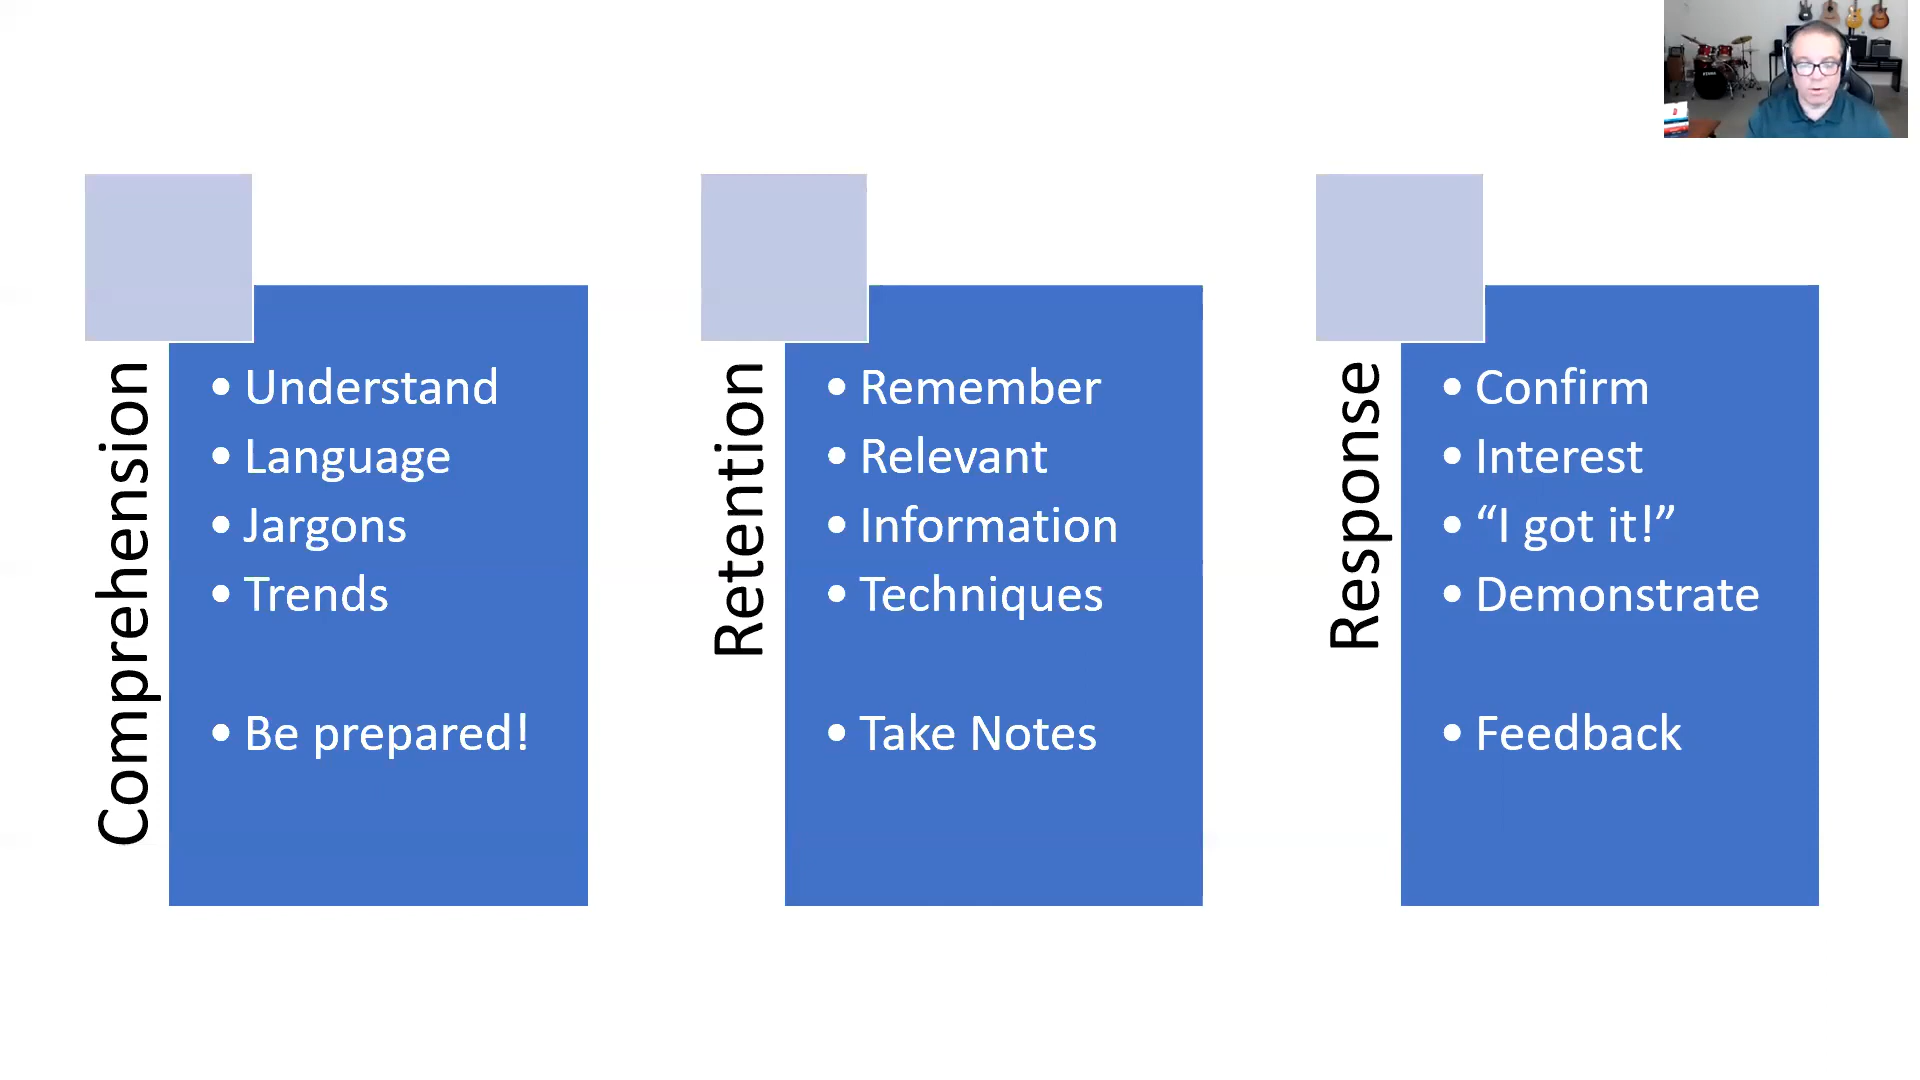 Comprehension
• Understand
• Language
• Jargons
• Trends
• Be prepared!
Retention
• Remember
• Relevant
• Information
• Techniques
• Take Notes
Response
• Confirm
• Interest
• “I got it!”
• Demonstrate
• Feedback